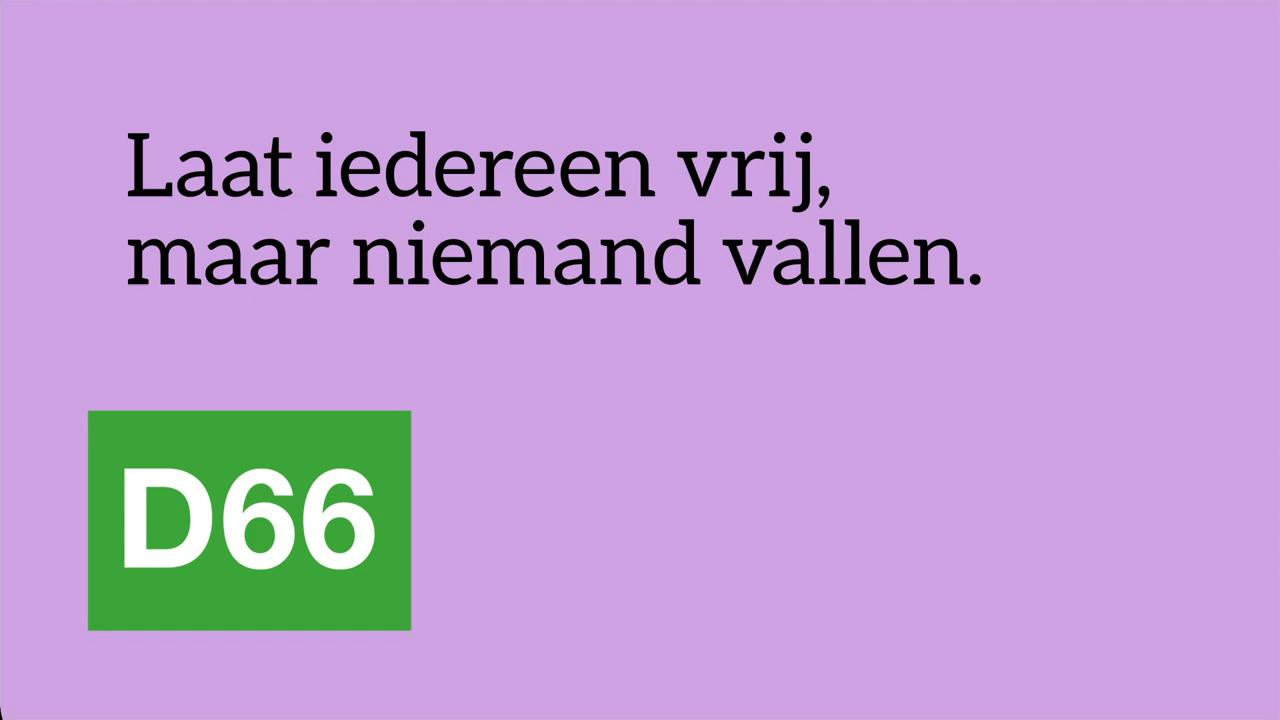 Laat iedereen vrij,
maar niemand vallen.
D66